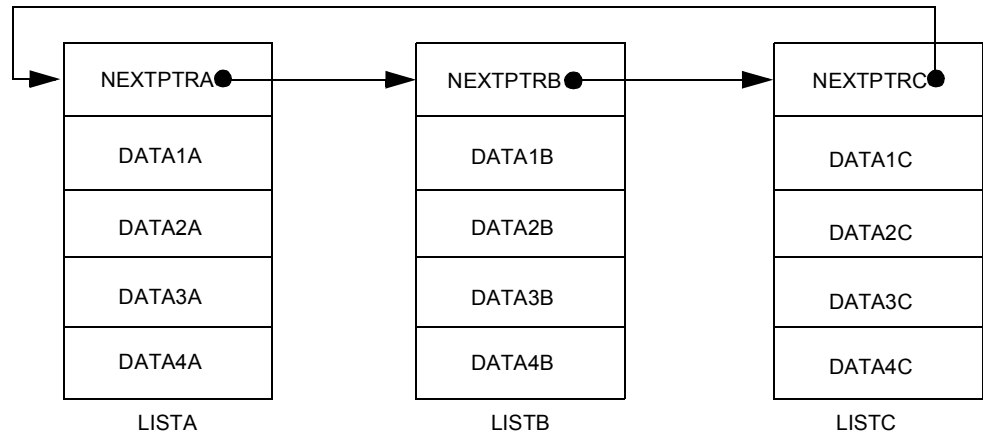 NEXTPTRA
NEXTPTRB
NEXTPTRC
DATA1A
DATA1B
DATA1C
DATA2A
DATA2B
DATA2C
DATA3A
DATA3B
DATA3C
DATA4A
DATA4B
DATA4C
LISTA
LISTB
LISTC